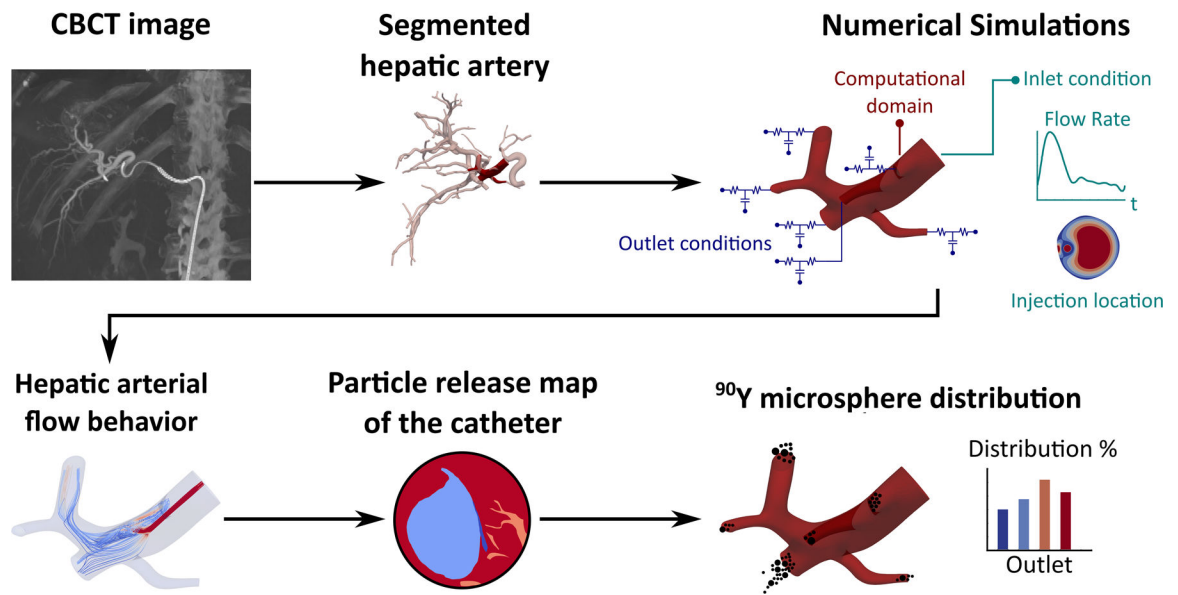 CBCT image
Segmented
hepatic artery
Numerical Simulations
Computational
domain
Inlet condition
Flow Rate
t
Outlet conditions
Injection location
Hepatic arterial
flow behavior
Particle release map
of the catheter
⁹⁰Y microsphere distribution
Distribution %
Outlet